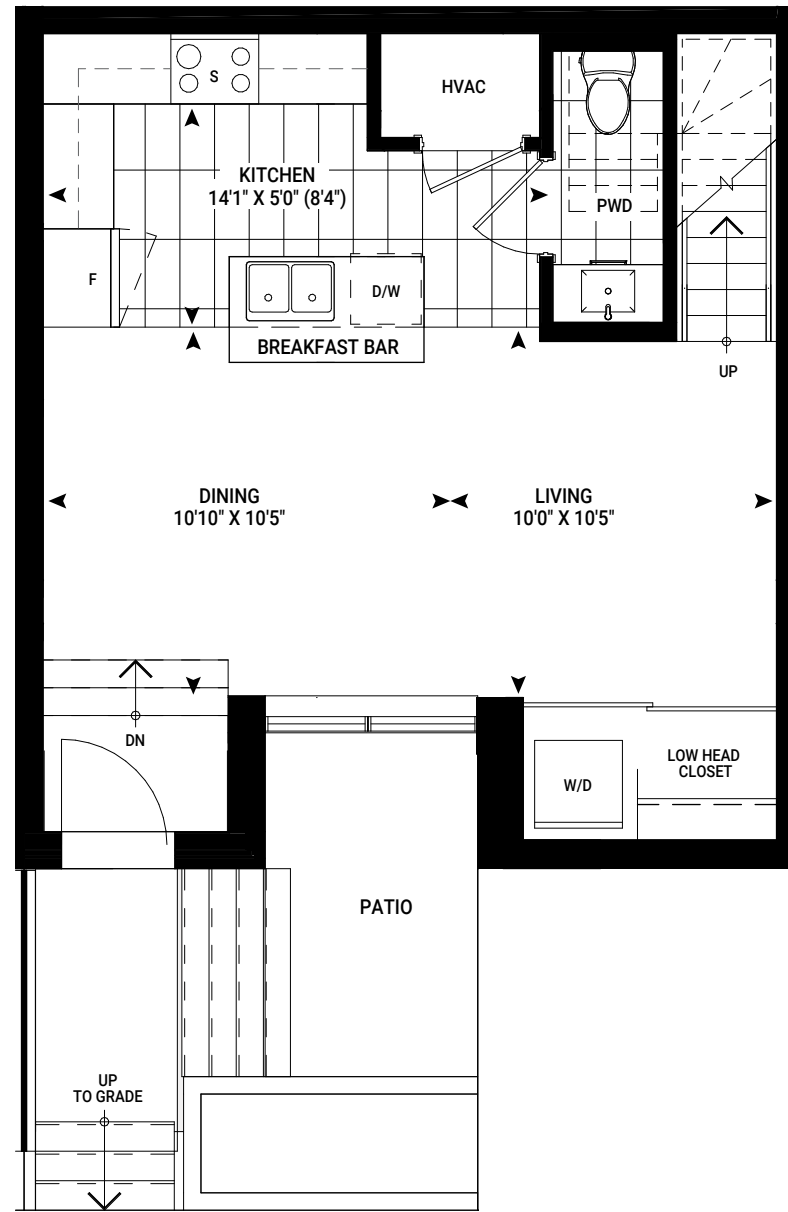 S
HVAC
KITCHEN
14'1" X 5'0" (8'4")
PWD
F
D/W
BREAKFAST BAR
UP
DINING
10'10" X 10'5"
LIVING
10'0" X 10'5"
DN
W/D
LOW HEAD
CLOSET
PATIO
UP
TO GRADE